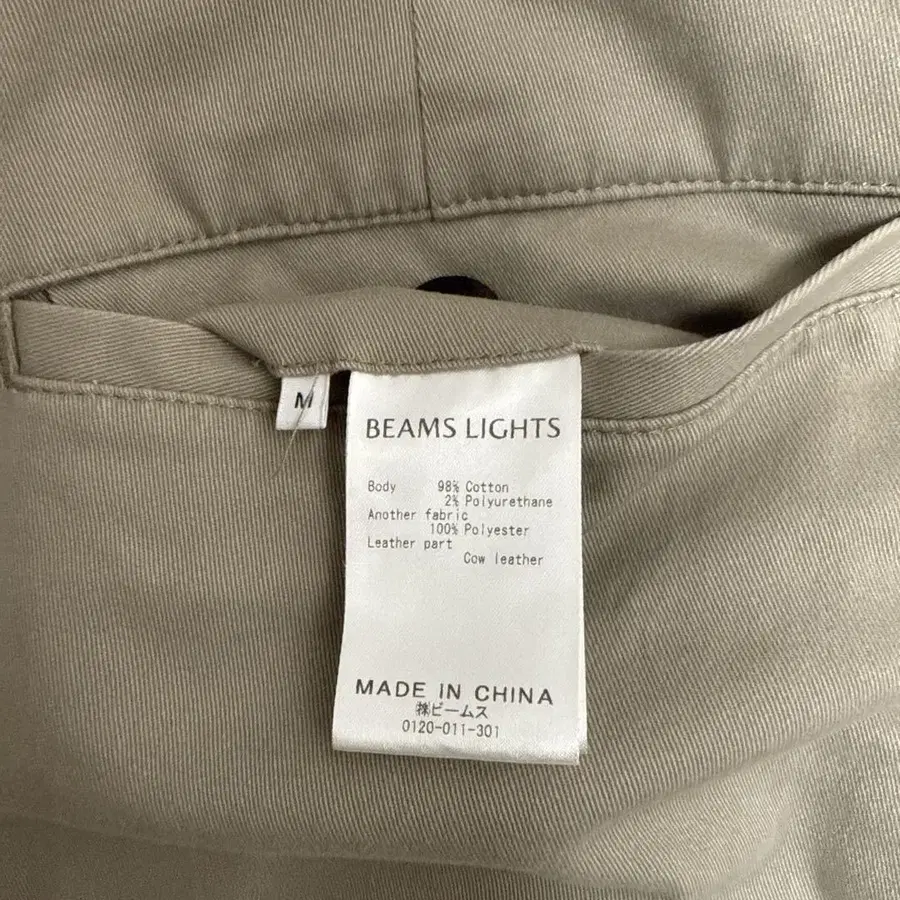 M
BEAMS LIGHTS
Body 98% Cotton
2% Polyurethane
Another fabric
100% Polyester
Leather part
Cow leather
MADE IN CHINA
㈱ビームス
0120-011-301